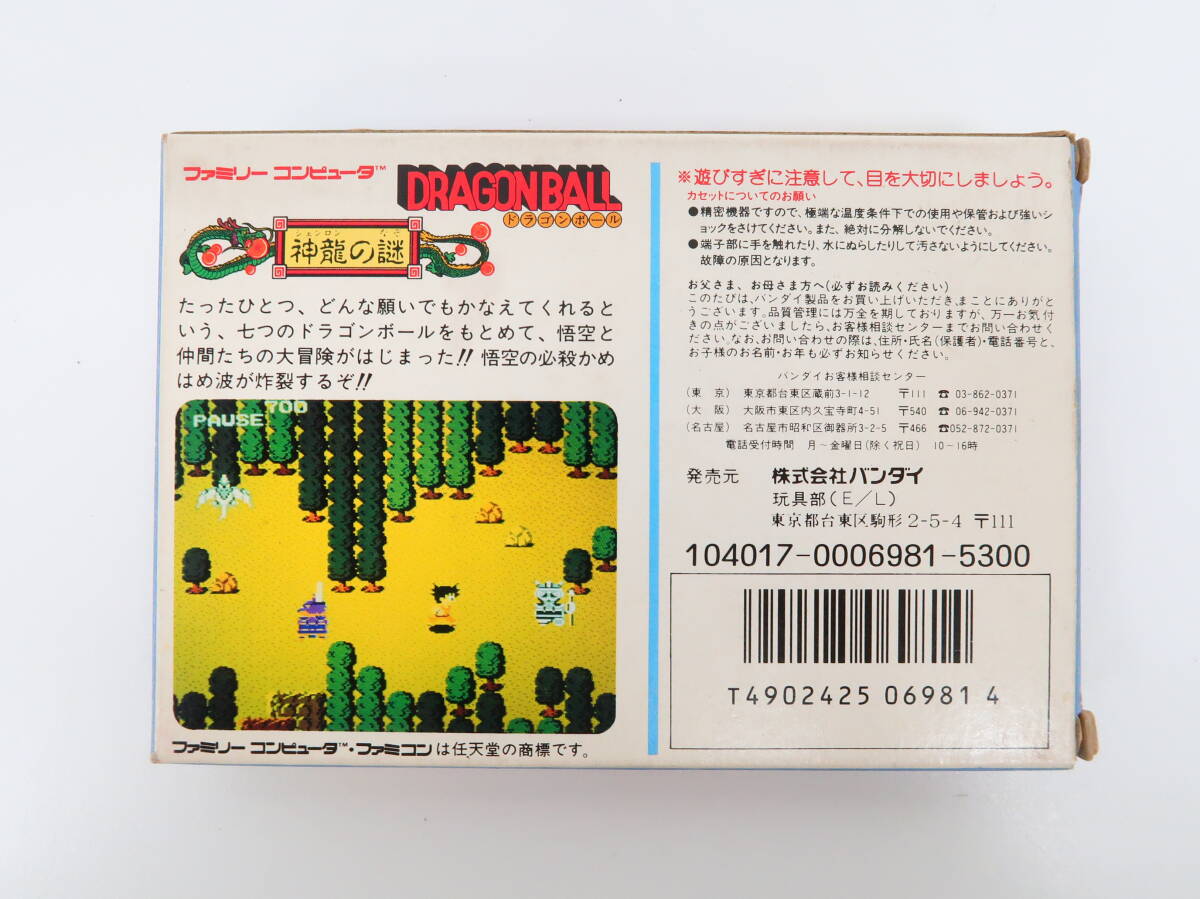 ファミリー コンピュータ™
DRAGON BALL
ドラゴンボール
シェンロン なぞ
神龍の謎
たったひとつ、どんな願いでもかなえてくれると
いう、七つのドラゴンボールをもとめて、悟空と
仲間たちの大冒険がはじまった!! 悟空の必殺かめ
はめ波が炸裂するぞ!!
700
PAUSE
ファミリー コンピュータ™・ファミコンは任天堂の商標です。
※遊びすぎに注意して、目を大切にしましょう。
カセットについてのお願い
●精密機器ですので、極端な温度条件下での使用や保管および強いシ
ョックをさけてください。また、絶対に分解しないでください。
●端子部に手を触れたり、水にぬらしたりして汚さないようにしてください。
故障の原因となります。
お父さま、お母さま方へ(必ずお読みください)
このたびは、バンダイ製品をお買い上げいただき、まことにありがと
うございます。品質管理には万全を期しておりますが、万一お気付
きの点がございましたら、お客様相談センターまでお問い合わせく
ださい。なお、お問い合わせの際は、住所・氏名(保護者)・電話番号と、
お子様のお名前・お年も必ずお知らせください。
バンダイお客様相談センター
(東 京) 東京都台東区蔵前3-1-12 〒111 ☎ 03-862-0371
(大 阪) 大阪市東区内久宝寺町4-51 〒540 ☎ 06-942-0371
(名古屋) 名古屋市昭和区御器所3-2-5 〒466 ☎052-872-0371
電話受付時間 月~金曜日(除く祝日) 10-16時
発売元 株式会社バンダイ
玩具部(E/L)
東京都台東区駒形2-5-4 〒111
104017-0006981-5300
T4902425 06981 4